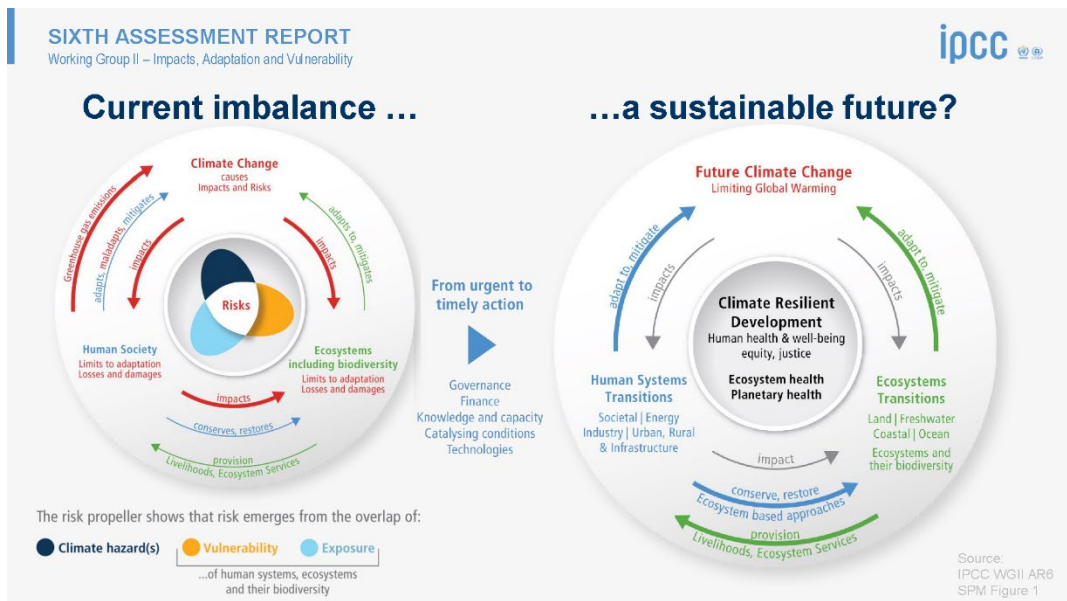 SIXTH ASSESSMENT REPORT
Working Group II – Impacts, Adaptation and Vulnerability
ipcc
Current imbalance …
Climate Change
causes
Impacts and Risks
Greenhouse gas emissions
adapts, maladapts, mitigates
impacts
impacts
adapts to, mitigates
Risks
Human Society
Limits to adaptation
Losses and damages
Ecosystems
including biodiversity
Limits to adaptation
Losses and damages
impacts
conserves, restores
provision
Livelihoods, Ecosystem Services
The risk propeller shows that risk emerges from the overlap of:
Climate hazard(s) Vulnerability Exposure
...of human systems, ecosystems
and their biodiversity
From urgent to
timely action
Governance
Finance
Knowledge and capacity
Catalysing conditions
Technologies
…a sustainable future?
Future Climate Change
Limiting Global Warming
adapt to, mitigate
impacts
impacts
adapt to, mitigate
Climate Resilient
Development
Human health & well-being
equity, justice
Ecosystem health
Planetary health
Human Systems
Transitions
Societal | Energy
Industry | Urban, Rural
& Infrastructure
Ecosystems
Transitions
Land | Freshwater
Coastal | Ocean
Ecosystems and
their biodiversity
impact
conserve, restore
Ecosystem based approaches
provision
Livelihoods, Ecosystem Services
Source:
IPCC WGII AR6
SPM Figure 1